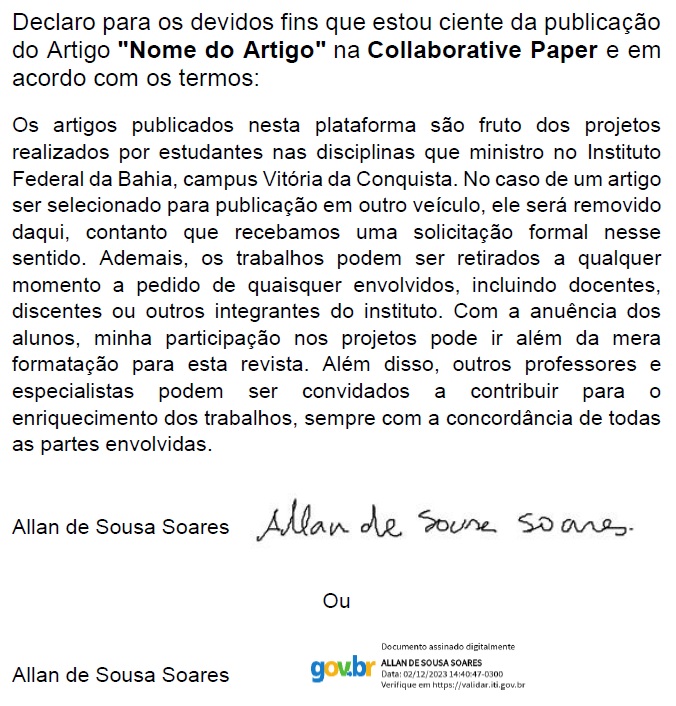 Declaro para os devidos fins que estou ciente da publicação
do Artigo "Nome do Artigo" na Collaborative Paper e em
acordo com os termos:
Os artigos publicados nesta plataforma são fruto dos projetos
realizados por estudantes nas disciplinas que ministro no Instituto
Federal da Bahia, campus Vitória da Conquista. No caso de um artigo
ser selecionado para publicação em outro veículo, ele será removido
daqui, contanto que recebamos uma solicitação formal nesse
sentido. Ademais, os trabalhos podem ser retirados a qualquer
momento a pedido de quaisquer envolvidos, incluindo docentes,
discentes ou outros integrantes do instituto. Com a anuência dos
alunos, minha participação nos projetos pode ir além da mera
formatação para esta revista. Além disso, outros professores e
especialistas podem ser convidados a contribuir para o
enriquecimento dos trabalhos, sempre com a concordância de todas
as partes envolvidas.
Allan de Sousa Soares Allan de Sousa Soares.
Ou
Allan de Sousa Soares
gov.br
Documento assinado digitalmente
ALLAN DE SOUSA SOARES
Data: 02/12/2023 14:40:47-0300
Verifique em https://validar.iti.gov.br